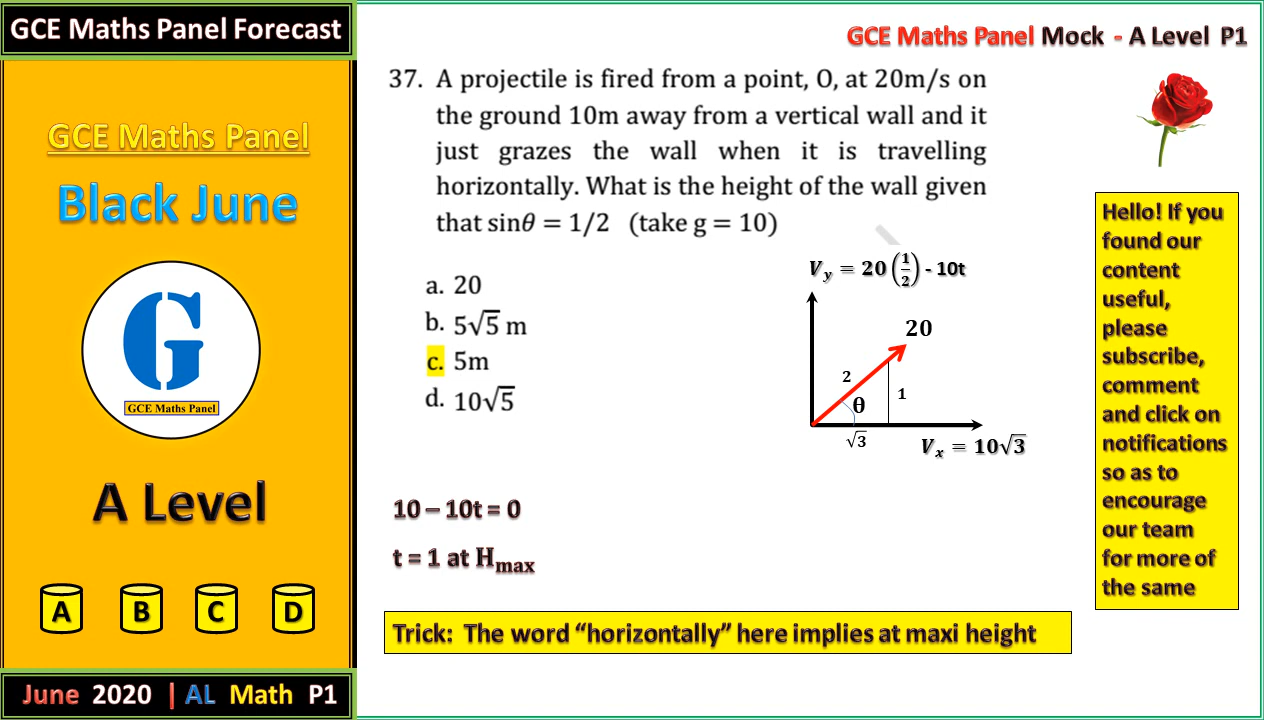 GCE Maths Panel Forecast
GCE Maths Panel
Black June
G
GCE Maths Panel
A Level
A B C D
June 2020 | AL Math P1
GCE Maths Panel Mock - A Level P1
37. A projectile is fired from a point, O, at 20m/s on
the ground 10m away from a vertical wall and it
just grazes the wall when it is travelling
horizontally. What is the height of the wall given
that sinθ = 1/2 (take g = 10)
a. 20
b. 5√5 m
c. 5m
d. 10√5
V_y = 20 (1/2) - 10t
20
2
1
θ
√3
V_x = 10√3
10 – 10t = 0
t = 1 at H_max
Trick: The word “horizontally” here implies at maxi height
Hello! If you
found our
content
useful,
please
subscribe,
comment
and click on
notifications
so as to
encourage
our team
for more of
the same